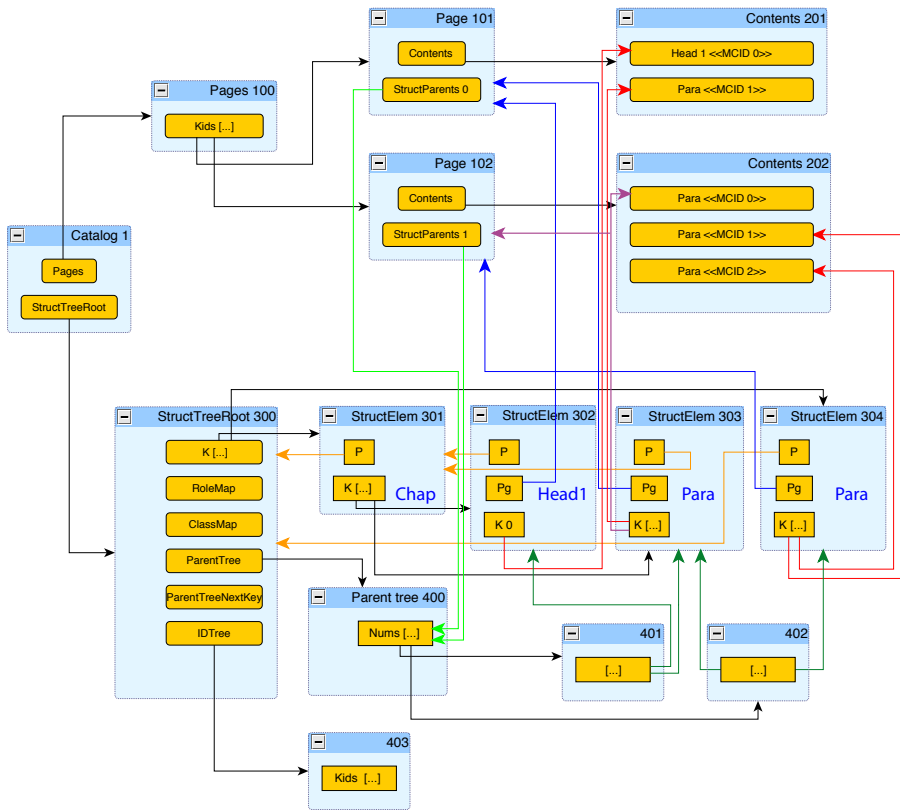 Page 101
Contents
StructParents 0
Contents 201
Head 1 <<MCID 0>>
Para <<MCID 1>>
Pages 100
Kids [...]
Page 102
Contents
StructParents 1
Contents 202
Para <<MCID 0>>
Para <<MCID 1>>
Para <<MCID 2>>
Catalog 1
Pages
StructTreeRoot
StructTreeRoot 300
K [...]
RoleMap
ClassMap
ParentTree
ParentTreeNextKey
IDTree
StructElem 301
P
K [...]
Chap
StructElem 302
P
Pg
Head1
K 0
StructElem 303
P
Pg
Para
K [...]
StructElem 304
P
Pg
Para
K [...]
Parent tree 400
Nums [...]
401
[...]
402
[...]
403
Kids [...]